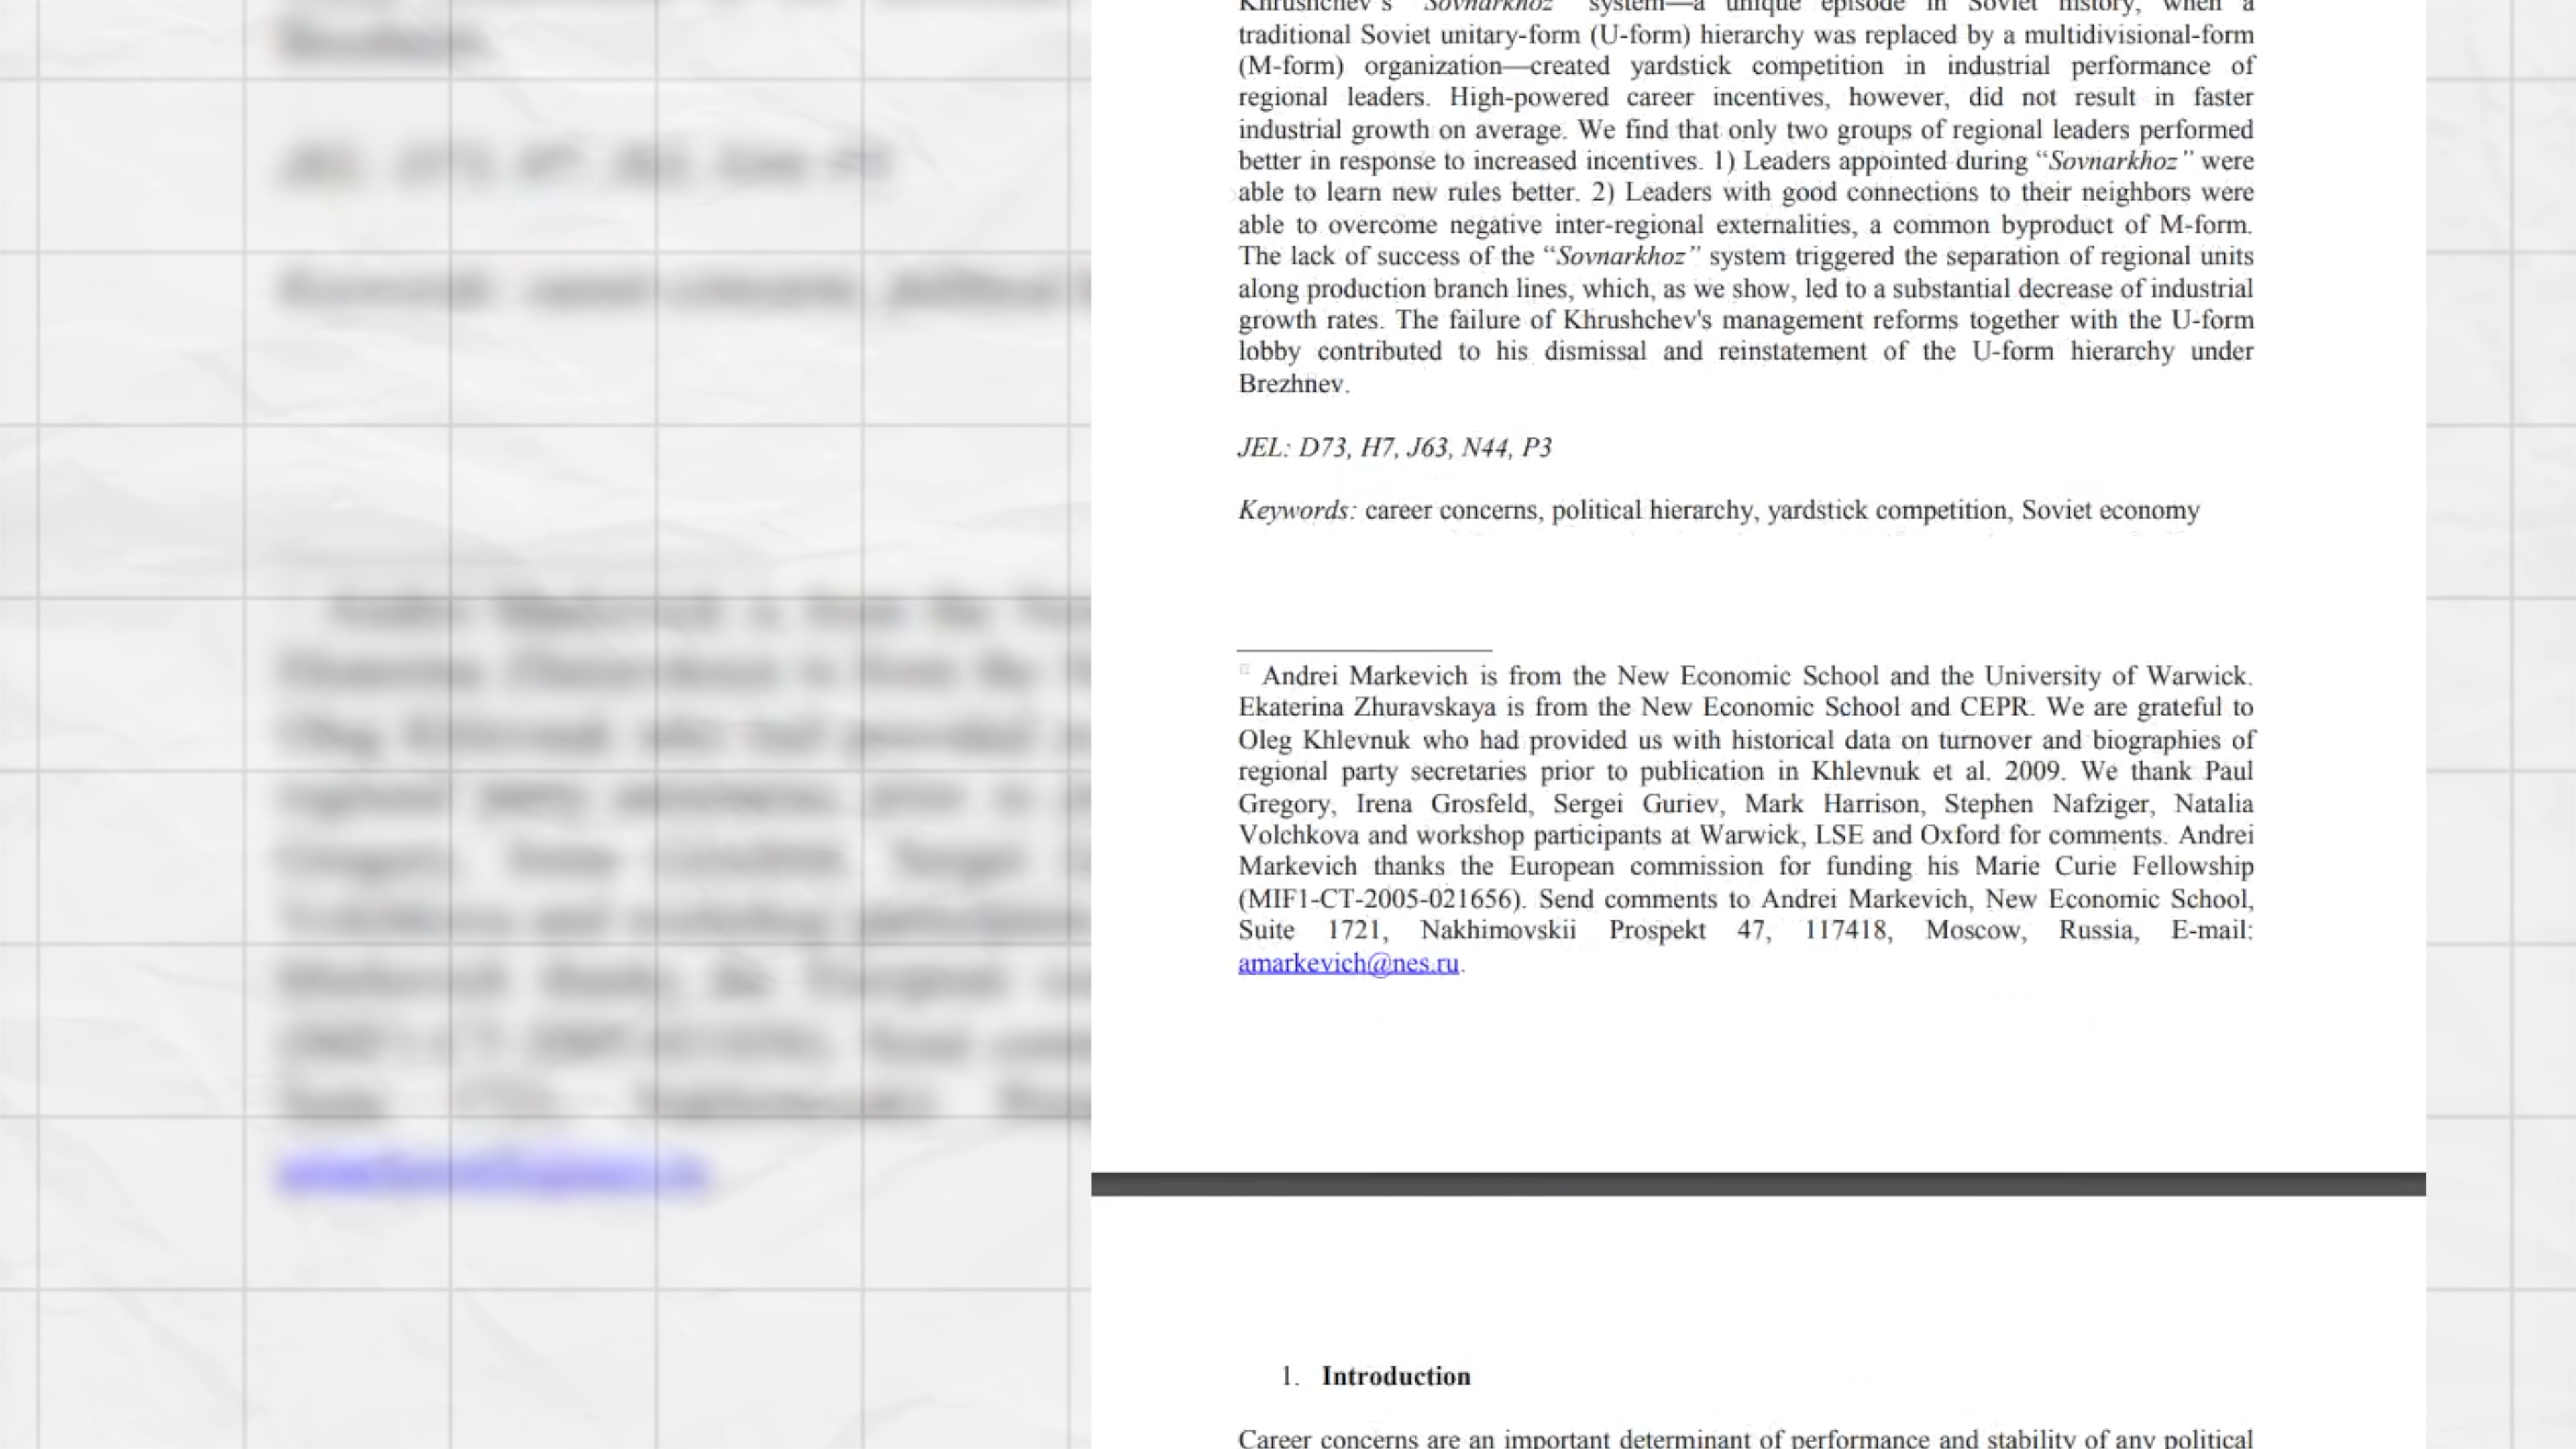 Khrushchev's "Sovnarkhoz" system—a unique episode in Soviet history, when a
traditional Soviet unitary-form (U-form) hierarchy was replaced by a multidivisional-form
(M-form) organization—created yardstick competition in industrial performance of
regional leaders. High-powered career incentives, however, did not result in faster
industrial growth on average. We find that only two groups of regional leaders performed
better in response to increased incentives. 1) Leaders appointed during "Sovnarkhoz" were
able to learn new rules better. 2) Leaders with good connections to their neighbors were
able to overcome negative inter-regional externalities, a common byproduct of M-form.
The lack of success of the "Sovnarkhoz" system triggered the separation of regional units
along production branch lines, which, as we show, led to a substantial decrease of industrial
growth rates. The failure of Khrushchev's management reforms together with the U-form
lobby contributed to his dismissal and reinstatement of the U-form hierarchy under
Brezhnev.
JEL: D73, H7, J63, N44, P3
Keywords: career concerns, political hierarchy, yardstick competition, Soviet economy
Andrei Markevich is from the New Economic School and the University of Warwick.
Ekaterina Zhuravskaya is from the New Economic School and CEPR. We are grateful to
Oleg Khlevnuk who had provided us with historical data on turnover and biographies of
regional party secretaries prior to publication in Khlevnuk et al. 2009. We thank Paul
Gregory, Irena Grosfeld, Sergei Guriev, Mark Harrison, Stephen Nafziger, Natalia
Volchkova and workshop participants at Warwick, LSE and Oxford for comments. Andrei
Markevich thanks the European commission for funding his Marie Curie Fellowship
(MIF1-CT-2005-021656). Send comments to Andrei Markevich, New Economic School,
Suite 1721, Nakhimovskii Prospekt 47, 117418, Moscow, Russia, E-mail:
amarkevich@nes.ru.
1. Introduction
Career concerns are an important determinant of performance and stability of any political